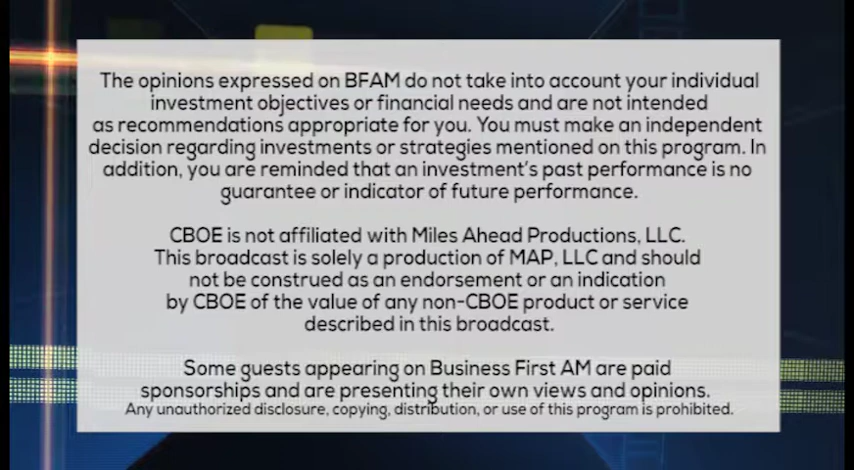 The opinions expressed on BFAM do not take into account your individual
investment objectives or financial needs and are not intended
as recommendations appropriate for you. You must make an independent
decision regarding investments or strategies mentioned on this program. In
addition, you are reminded that an investment's past performance is no
guarantee or indicator of future performance.
CBOE is not affiliated with Miles Ahead Productions, LLC.
This broadcast is solely a production of MAP, LLC and should
not be construed as an endorsement or an indication
by CBOE of the value of any non-CBOE product or service
described in this broadcast.
Some guests appearing on Business First AM are paid
sponsorships and are presenting their own views and opinions.
Any unauthorized disclosure, copying, distribution, or use of this program is prohibited.